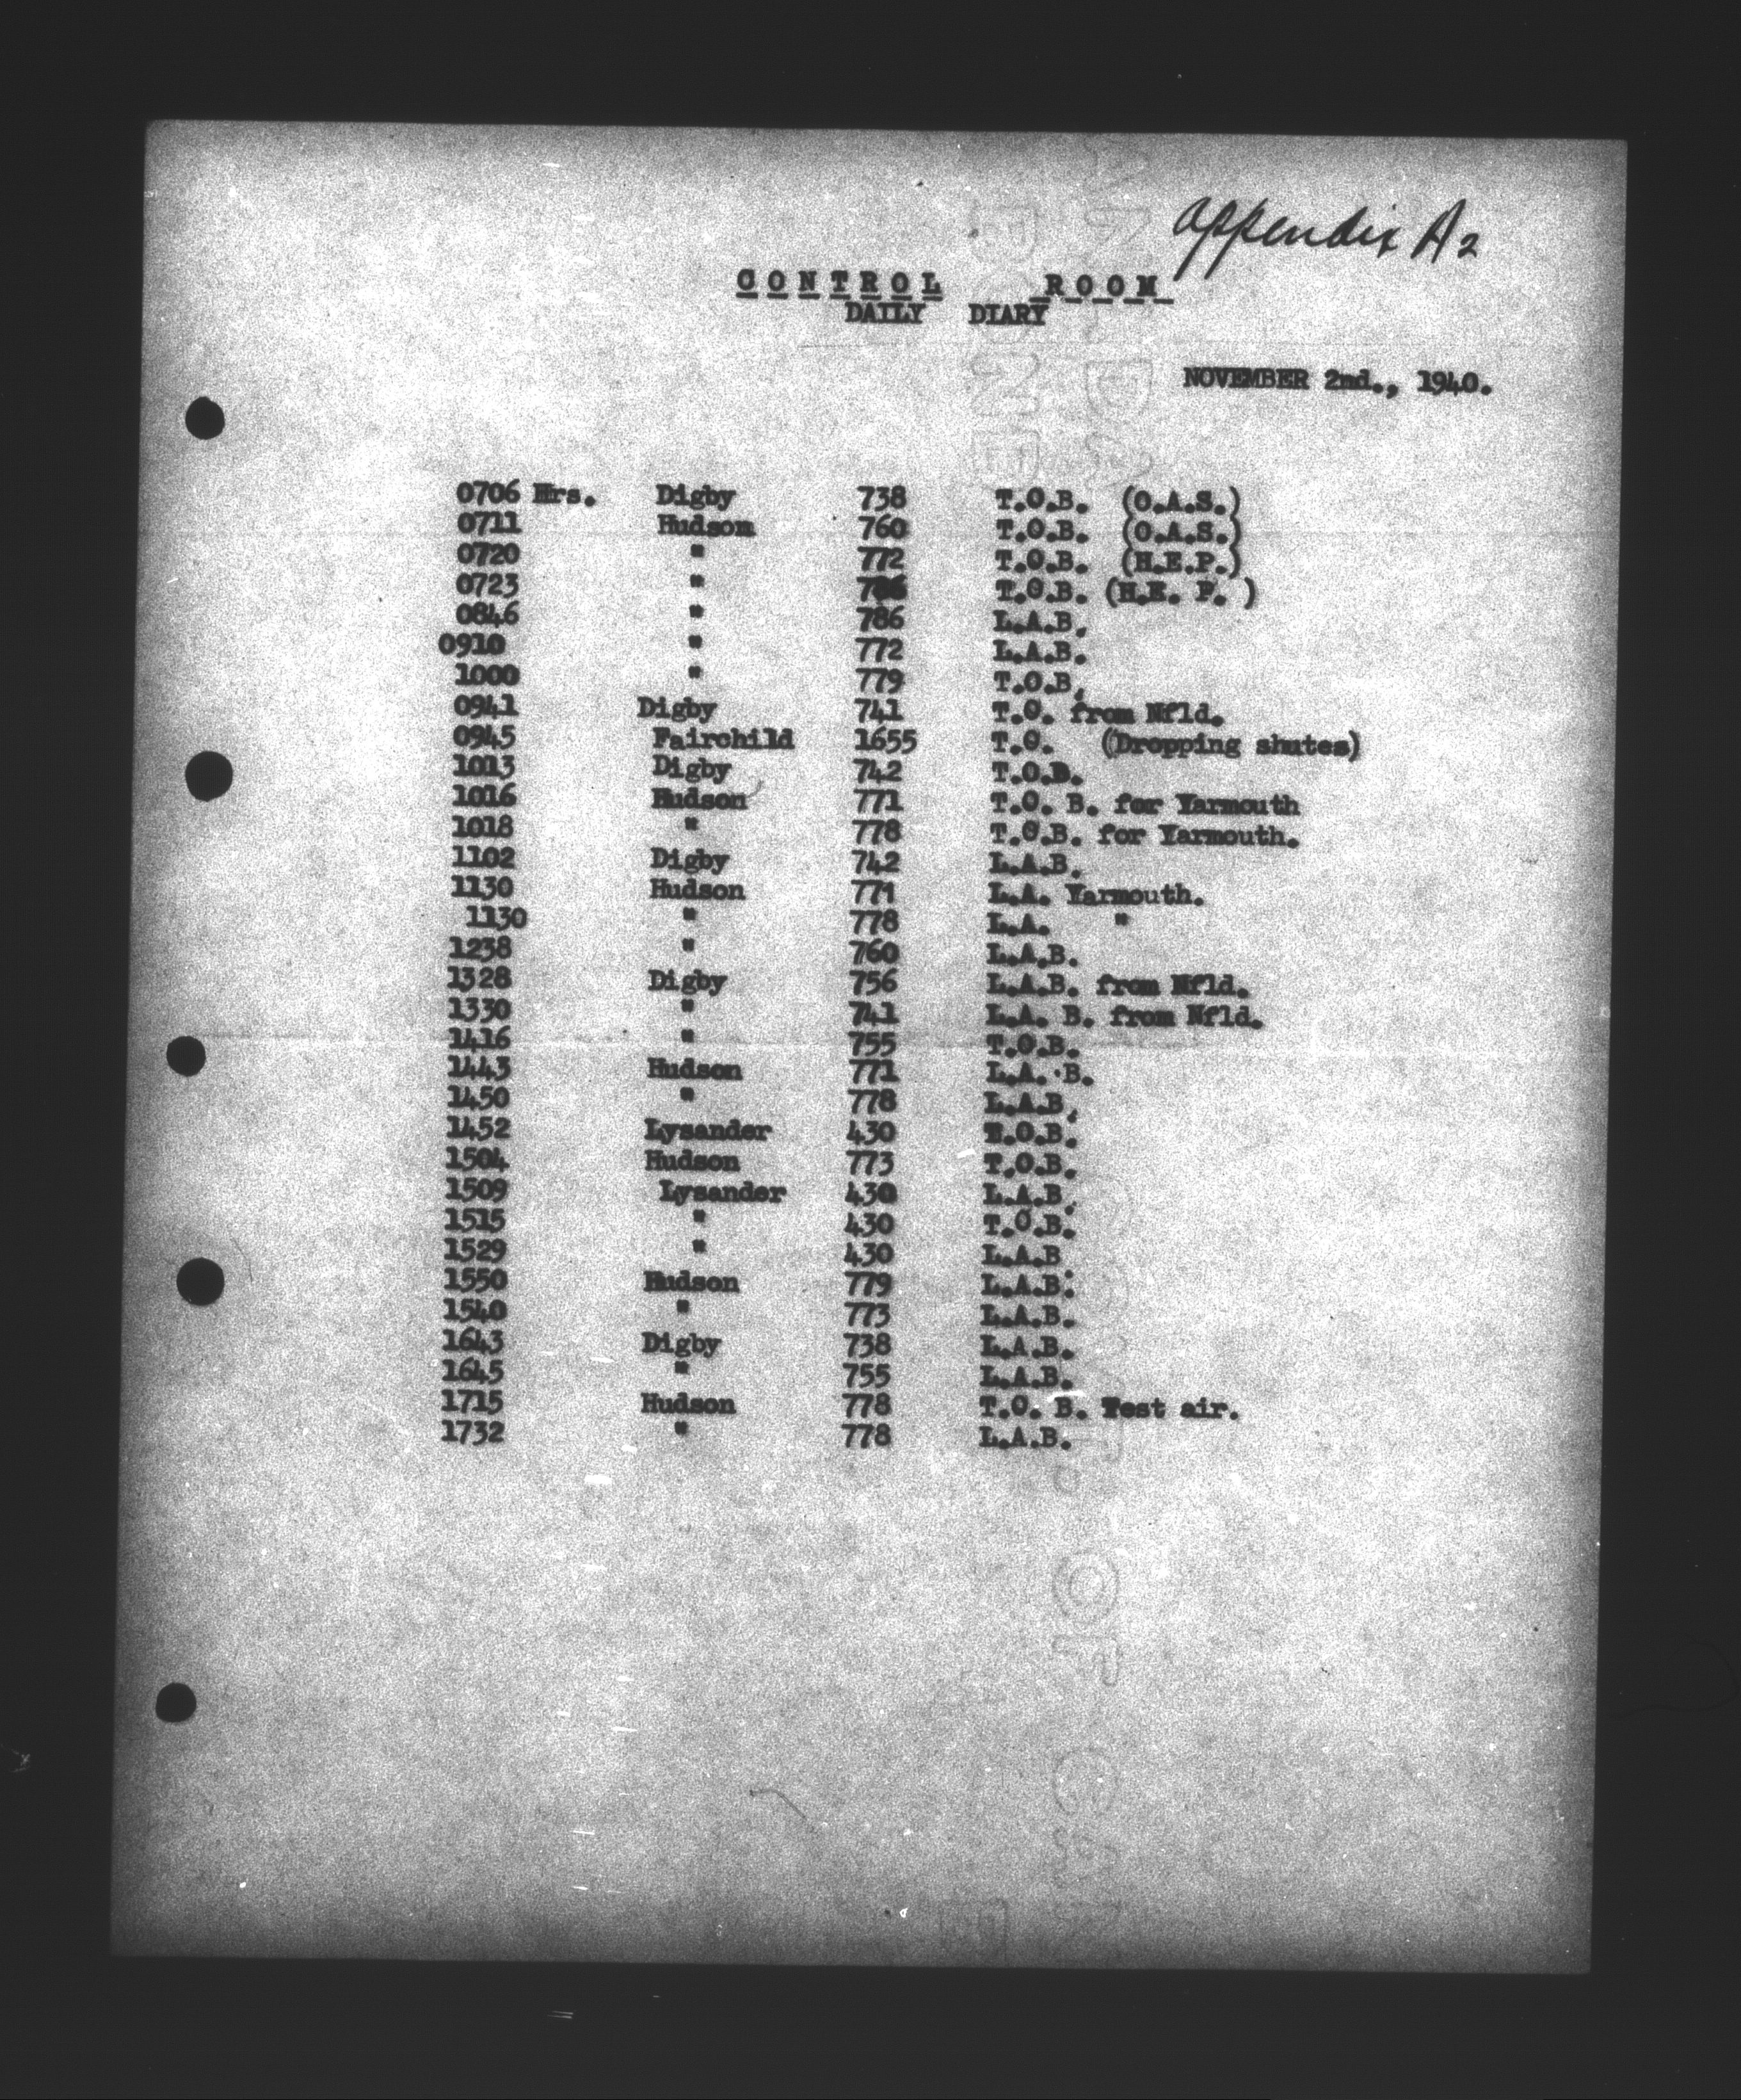 appendix A2
CONTROL ROOM
DAILY DIARY
NOVEMBER 2nd., 1940.
0706 Hrs. Digby 738 T.O.B. (O.A.S.)
0711 Hudson 760 T.O.B. (O.A.S.)
0720 " 772 T.O.B. (H.E.P.)
0723 " 786 T.O.B. (H.E. P. )
0846 " 786 L.A.B.
0910 " 772 L.A.B.
1000 " 779 T.O.B.
0941 Digby 741 T.O. from Nfld.
0945 Fairchild 1655 T.O. (Dropping shutes)
1013 Digby 742 T.O.B.
1016 Hudson 771 T.O. B. for Yarmouth
1018 " 778 T.O.B. for Yarmouth.
1102 Digby 742 L.A.B.
1130 Hudson 771 L.A. Yarmouth.
1130 " 778 L.A. "
1238 " 760 L.A.B.
1328 Digby 756 L.A.B. from Nfld.
1330 " 741 L.A. B. from Nfld.
1416 " 755 T.O.B.
1443 Hudson 771 L.A. B.
1450 " 778 L.A.B.
1452 Lysander 430 T.O.B.
1504 Hudson 773 T.O.B.
1509 Lysander 430 L.A.B.
1515 " 430 T.O.B.
1529 " 430 L.A.B
1550 Hudson 779 L.A.B.
1540 " 773 L.A.B.
1643 Digby 738 L.A.B.
1645 " 755 L.A.B.
1715 Hudson 778 T.O. B. Test air.
1732 " 778 L.A.B.